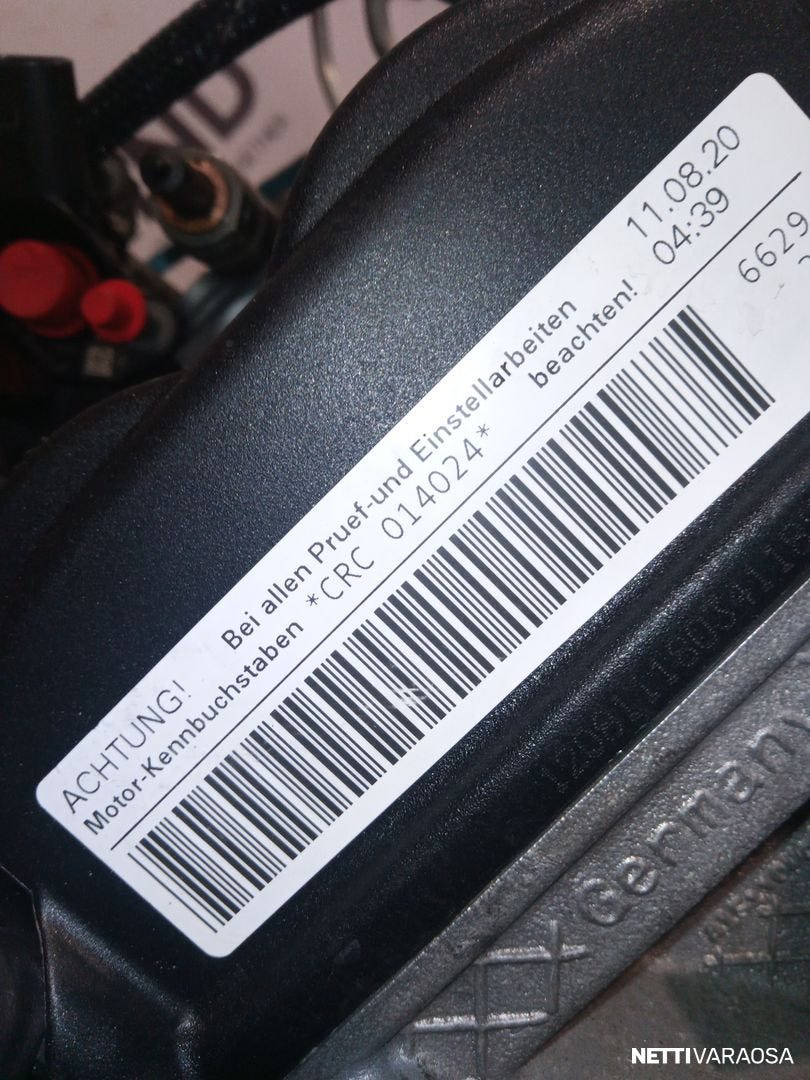 ACHTUNG! Bei allen Pruef-und Einstellarbeiten 11.08.20
Motor-Kennbuchstaben *CRC 014024* beachten! 04:39
6629
Germany
NETTIVARAOSA